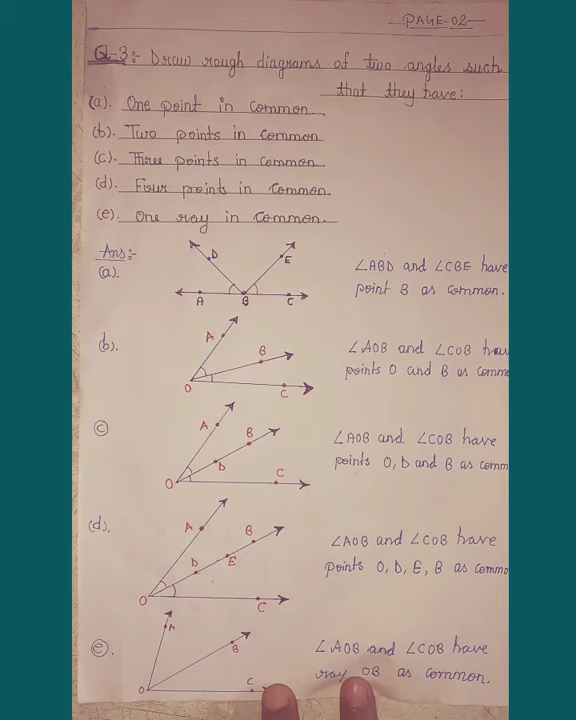 PAGE-02
Q-3:- Draw rough diagrams of two angles such
that they have:
(a). One point in common.
(b). Two points in common
(c). Three points in common
(d). Four points in common.
(e). One ray in common.
Ans:-
(a).
D
E
A
B
C
∠ABD and ∠CBE have
point B as common.
(b).
A
B
O
C
∠AOB and ∠COB hav
points O and B as comm
(c)
A
B
D
O
C
∠AOB and ∠COB have
points O, D and B as comm
(d).
A
B
D
E
O
C
∠AOB and ∠COB have
points O, D, E, B as commo
(e).
A
B
O
C
∠AOB and ∠COB have
ray OB as common.